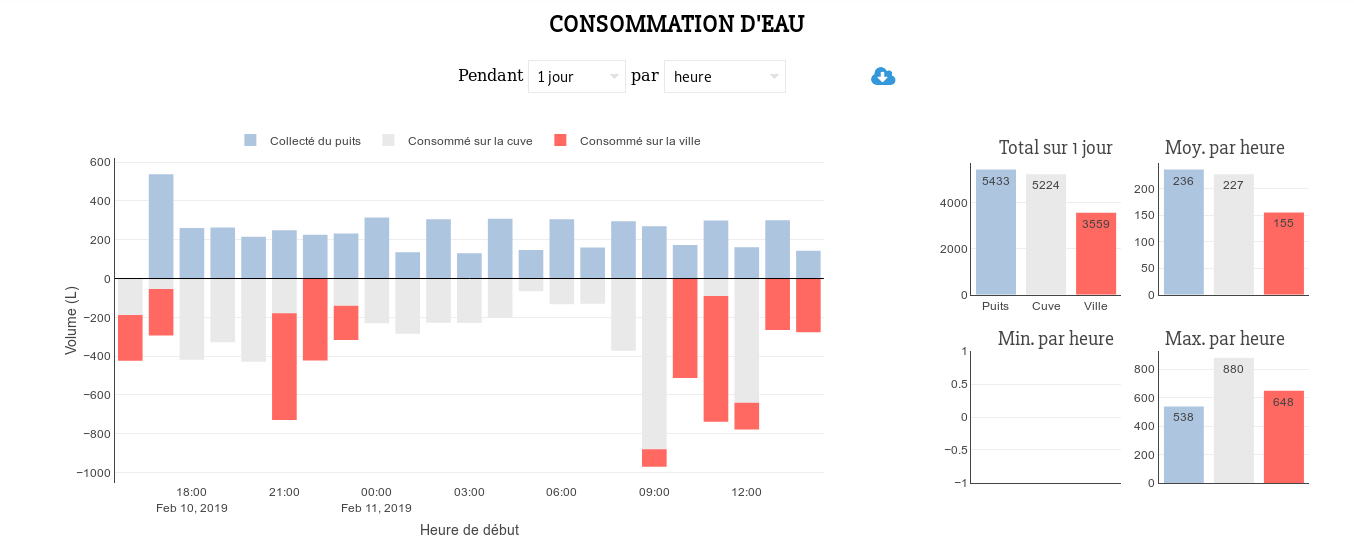 CONSOMMATION D'EAU
Pendant 1 jour par heure
Collecté du puits Consommé sur la cuve Consommé sur la ville
600
400
200
0
−200
−400
−600
−800
−1000
Volume (L)
18:00 21:00 00:00 03:00 06:00 09:00 12:00
Feb 10, 2019 Feb 11, 2019
Heure de début
Total sur 1 jour
4000
2000
0
5433 5224 3559
Puits Cuve Ville
Moy. par heure
200
150
100
50
0
236 227 155
Min. par heure
1
0.5
0
−0.5
−1
Max. par heure
800
600
400
200
0
538 880 648